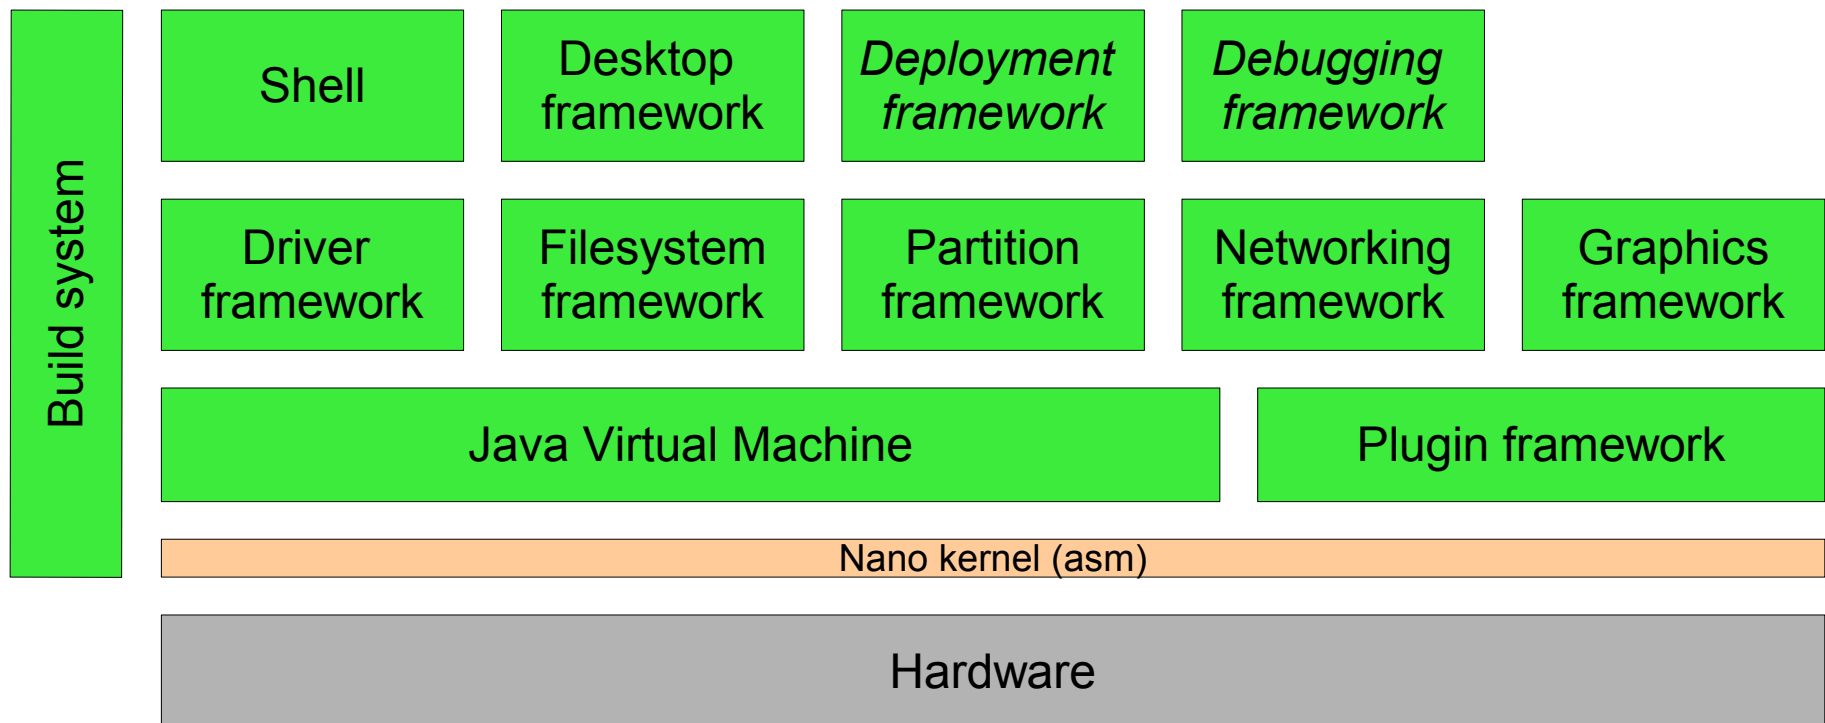 Build system
Shell
Desktop
framework
Deployment
framework
Debugging
framework
Driver
framework
Filesystem
framework
Partition
framework
Networking
framework
Graphics
framework
Java Virtual Machine
Plugin framework
Nano kernel (asm)
Hardware